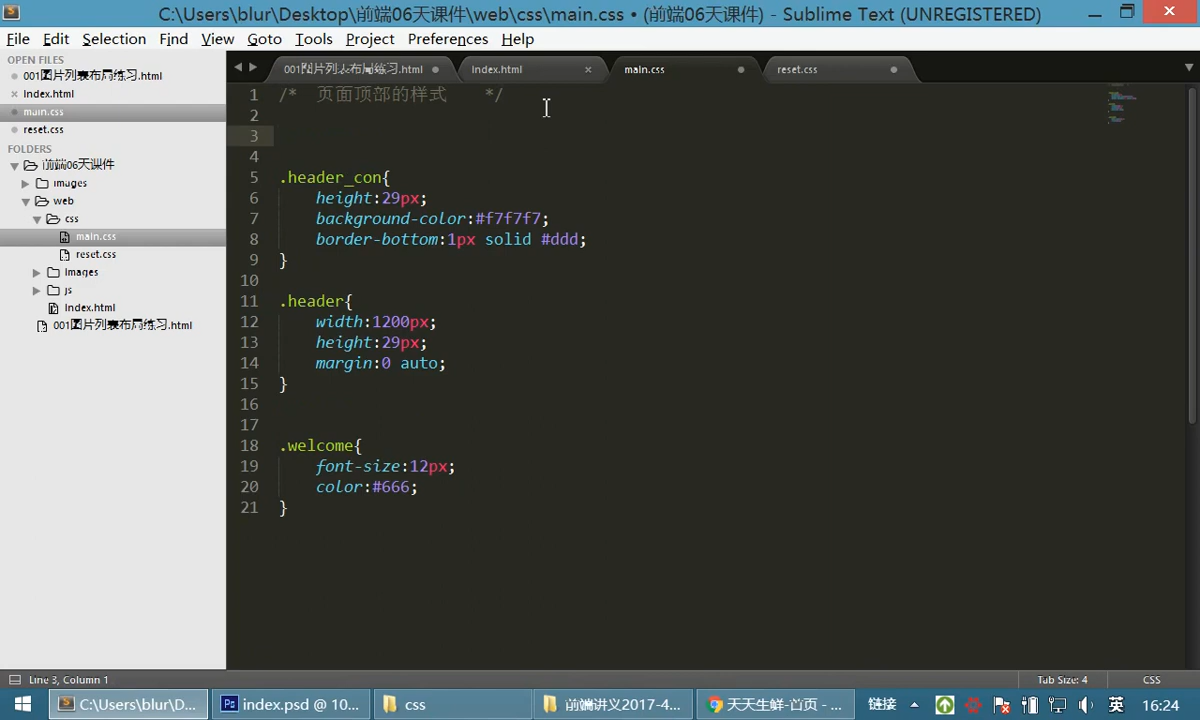 C:\Users\blur\Desktop\前端06天课件\web\css\main.css • (前端06天课件) - Sublime Text (UNREGISTERED)
File Edit Selection Find View Goto Tools Project Preferences Help
OPEN FILES
001图片列表布局练习.html
index.html
main.css
reset.css
FOLDERS
前端06天课件
images
web
css
main.css
reset.css
images
js
index.html
001图片列表布局练习.html
001图片列表布局练习.html index.html main.css reset.css
1 /* 页面顶部的样式 */
2
3
4
5 .header_con{
6 height:29px;
7 background-color:#f7f7f7;
8 border-bottom:1px solid #ddd;
9 }
10
11 .header{
12 width:1200px;
13 height:29px;
14 margin:0 auto;
15 }
16
17
18 .welcome{
19 font-size:12px;
20 color:#666;
21 }
Line 3, Column 1 Tab Size: 4 CSS
C:\Users\blur\D... index.psd @ 10... css 前端讲义2017-4... 天天生鲜-首页 - ... 链接 英 16:24